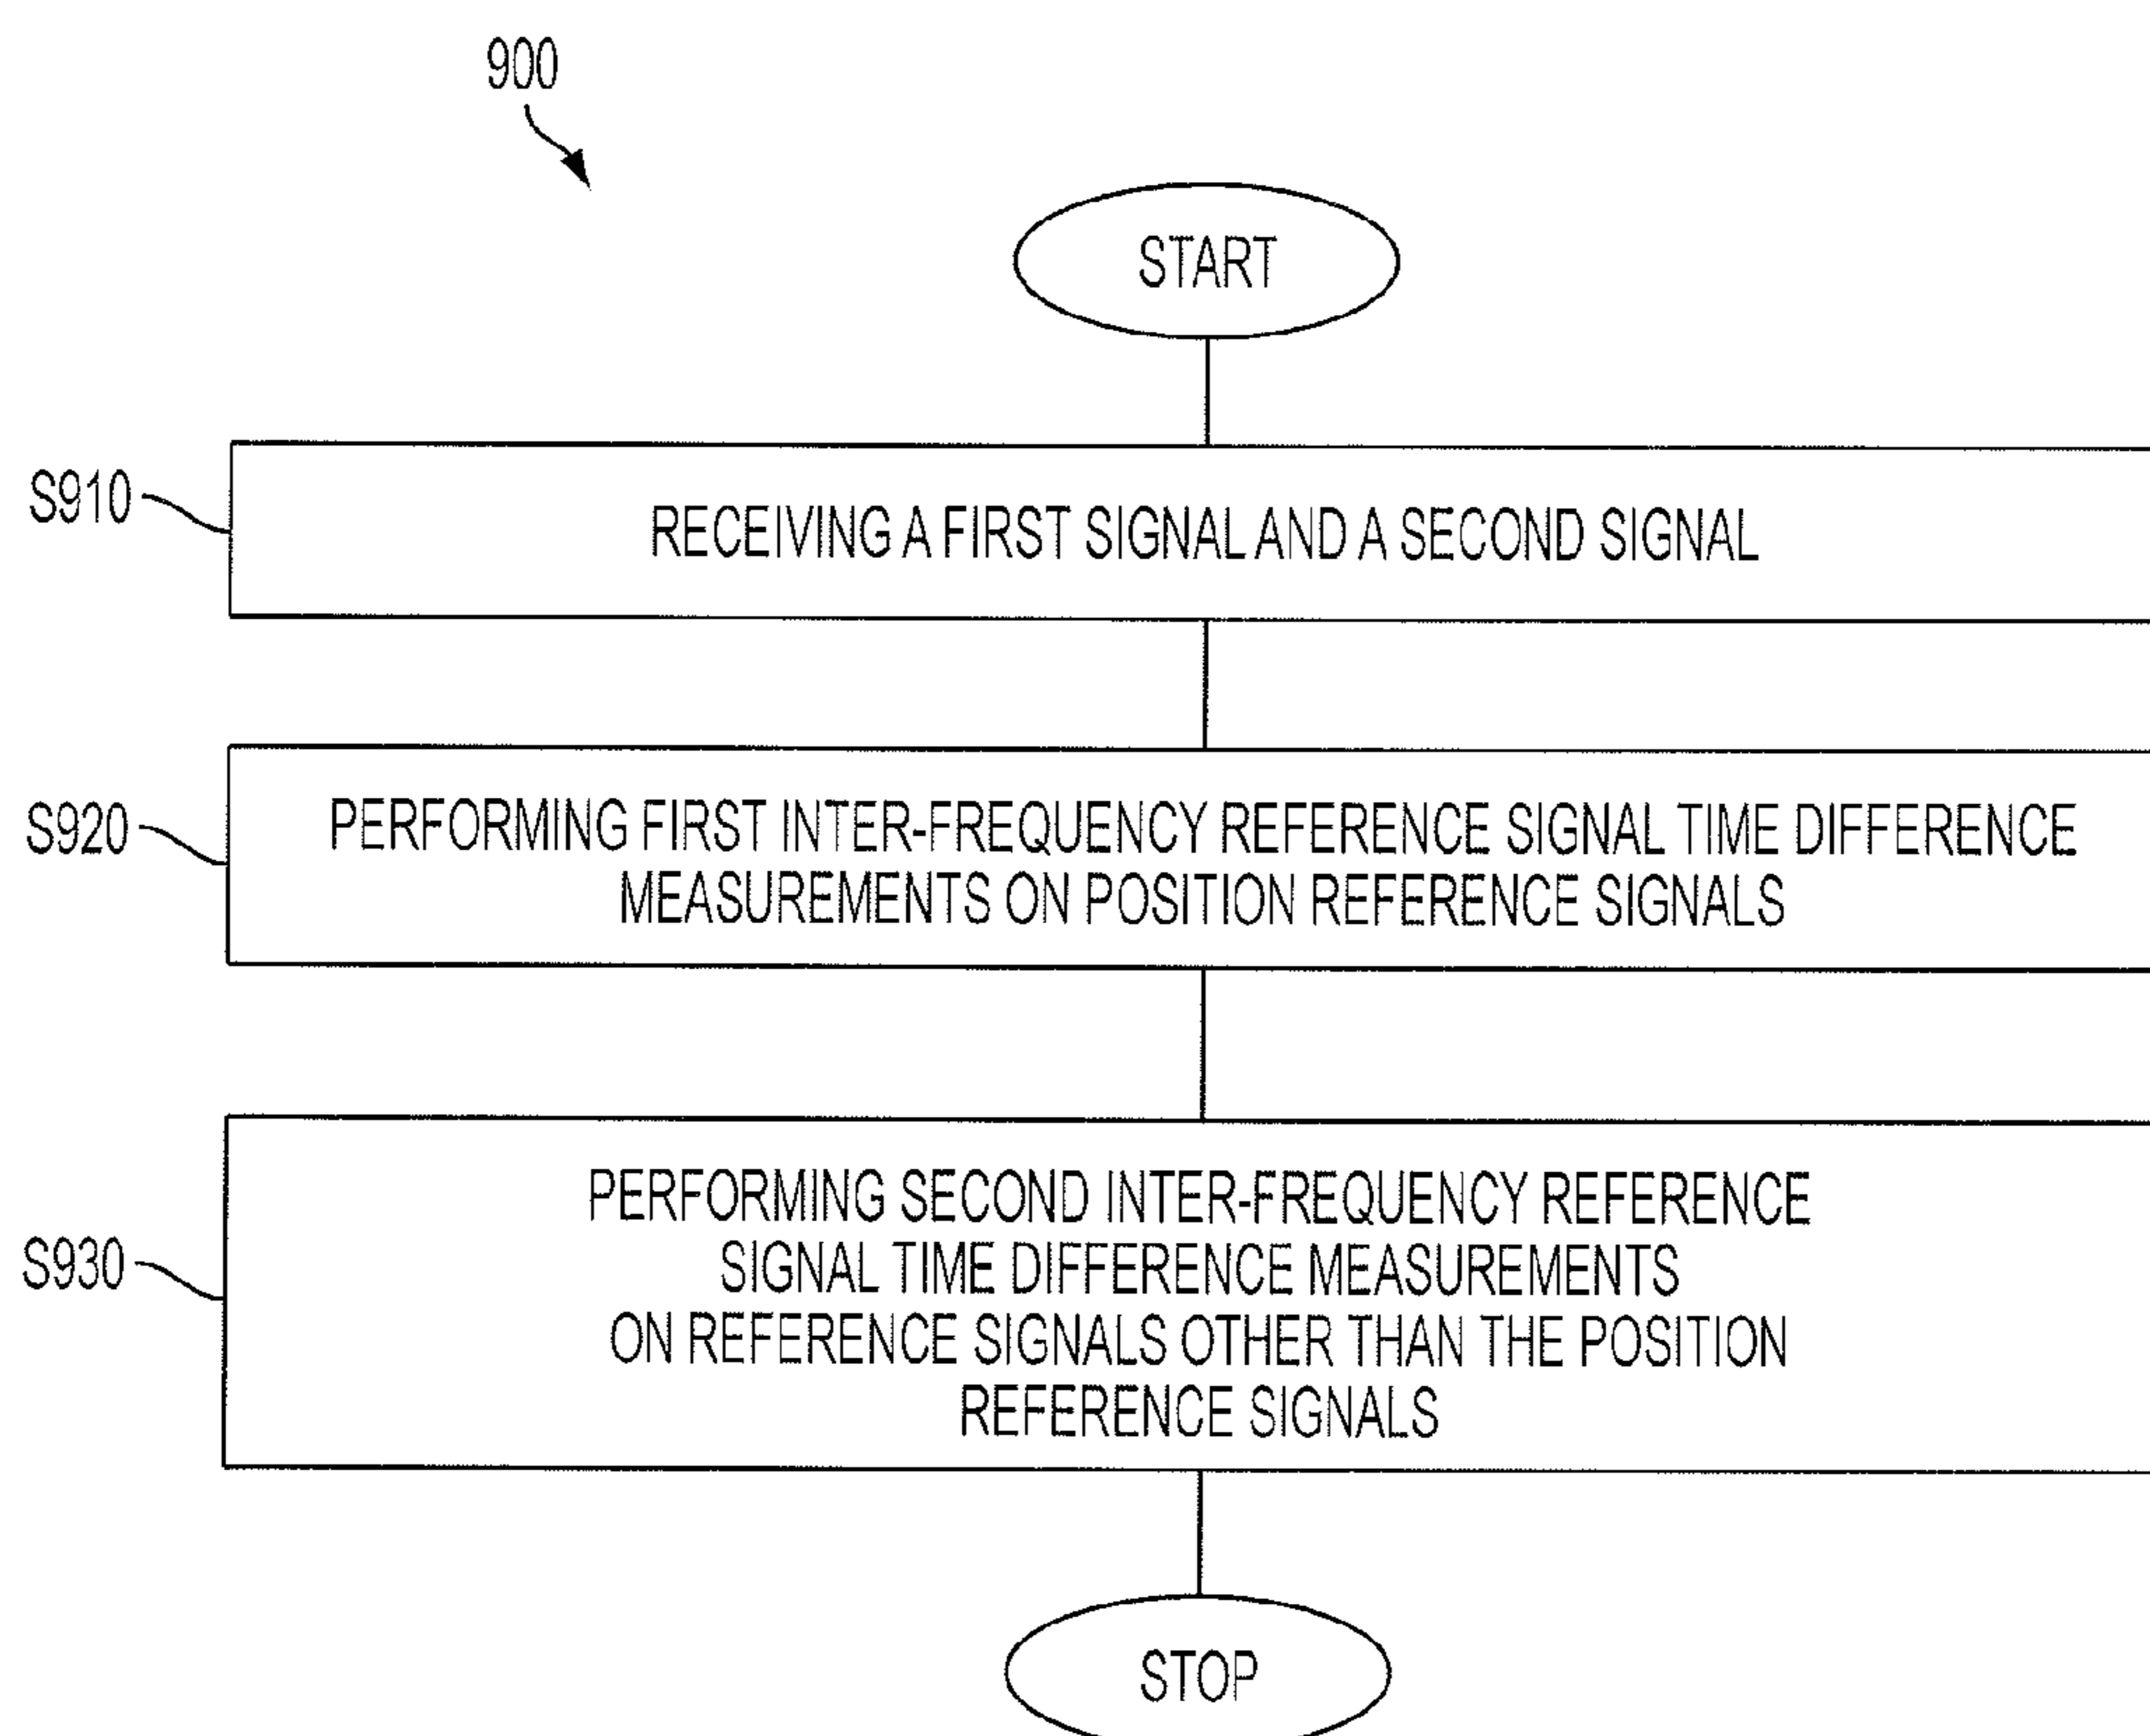 900
START
S910
RECEIVING A FIRST SIGNAL AND A SECOND SIGNAL
S920
PERFORMING FIRST INTER-FREQUENCY REFERENCE SIGNAL TIME DIFFERENCE
MEASUREMENTS ON POSITION REFERENCE SIGNALS
S930
PERFORMING SECOND INTER-FREQUENCY REFERENCE
SIGNAL TIME DIFFERENCE MEASUREMENTS
ON REFERENCE SIGNALS OTHER THAN THE POSITION
REFERENCE SIGNALS
STOP